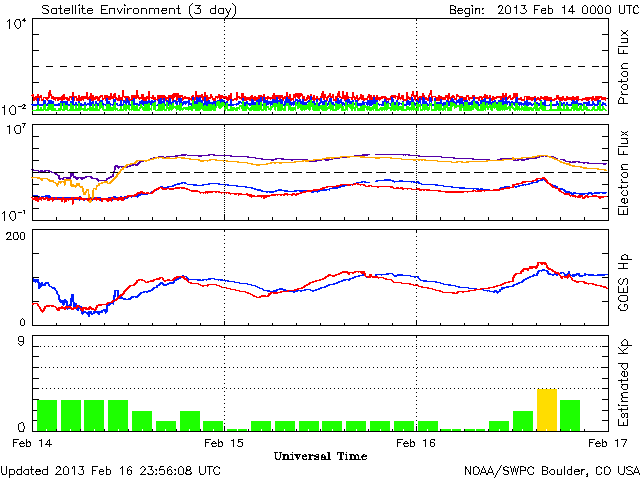 Satellite Environment (3 day) Begin: 2013 Feb 14 0000 UTC
10^4
10^-2
Proton Flux
10^7
10^-1
Electron Flux
200
0
GOES Hp
9
0
Estimated Kp
Feb 14 Feb 15 Feb 16 Feb 17
Universal Time
Updated 2013 Feb 16 23:56:08 UTC NOAA/SWPC Boulder, CO USA